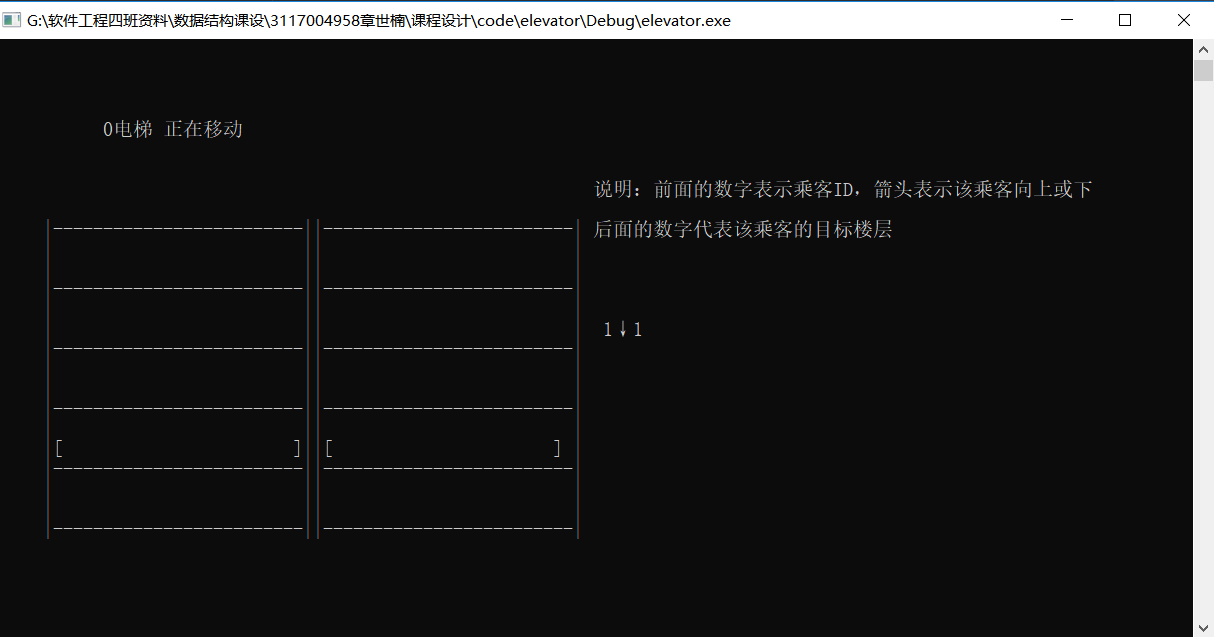 G:\软件工程四班资料\数据结构课设\3117004958章世楠\课程设计\code\elevator\Debug\elevator.exe
0电梯 正在移动
说明：前面的数字表示乘客ID，箭头表示该乘客向上或下
后面的数字代表该乘客的目标楼层
1↓1
[ ] [ ]